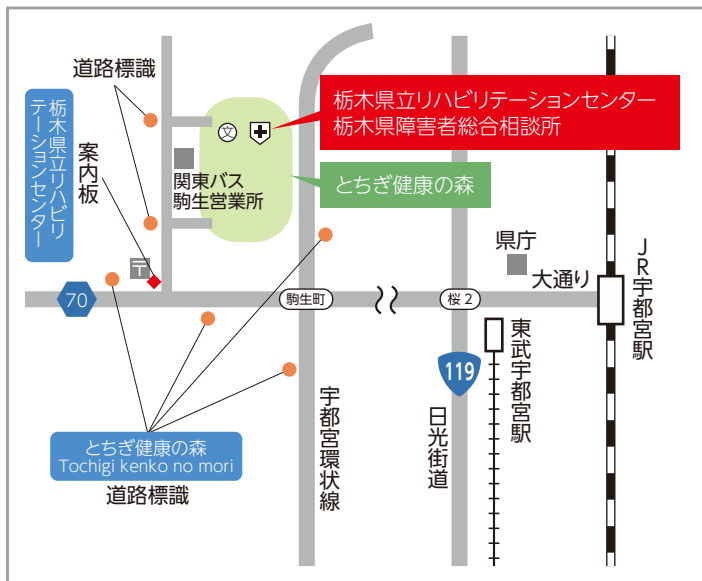 道路標識
栃木県立リハビリテーションセンター
栃木県障害者総合相談所
栃木県立リハビリ
テーションセンター
案内板
文
関東バス
駒生営業所
とちぎ健康の森
県庁
大通り
JR宇都宮駅
〒
70
駒生町
桜2
119
東武宇都宮駅
宇都宮環状線
日光街道
とちぎ健康の森
Tochigi kenko no mori
道路標識